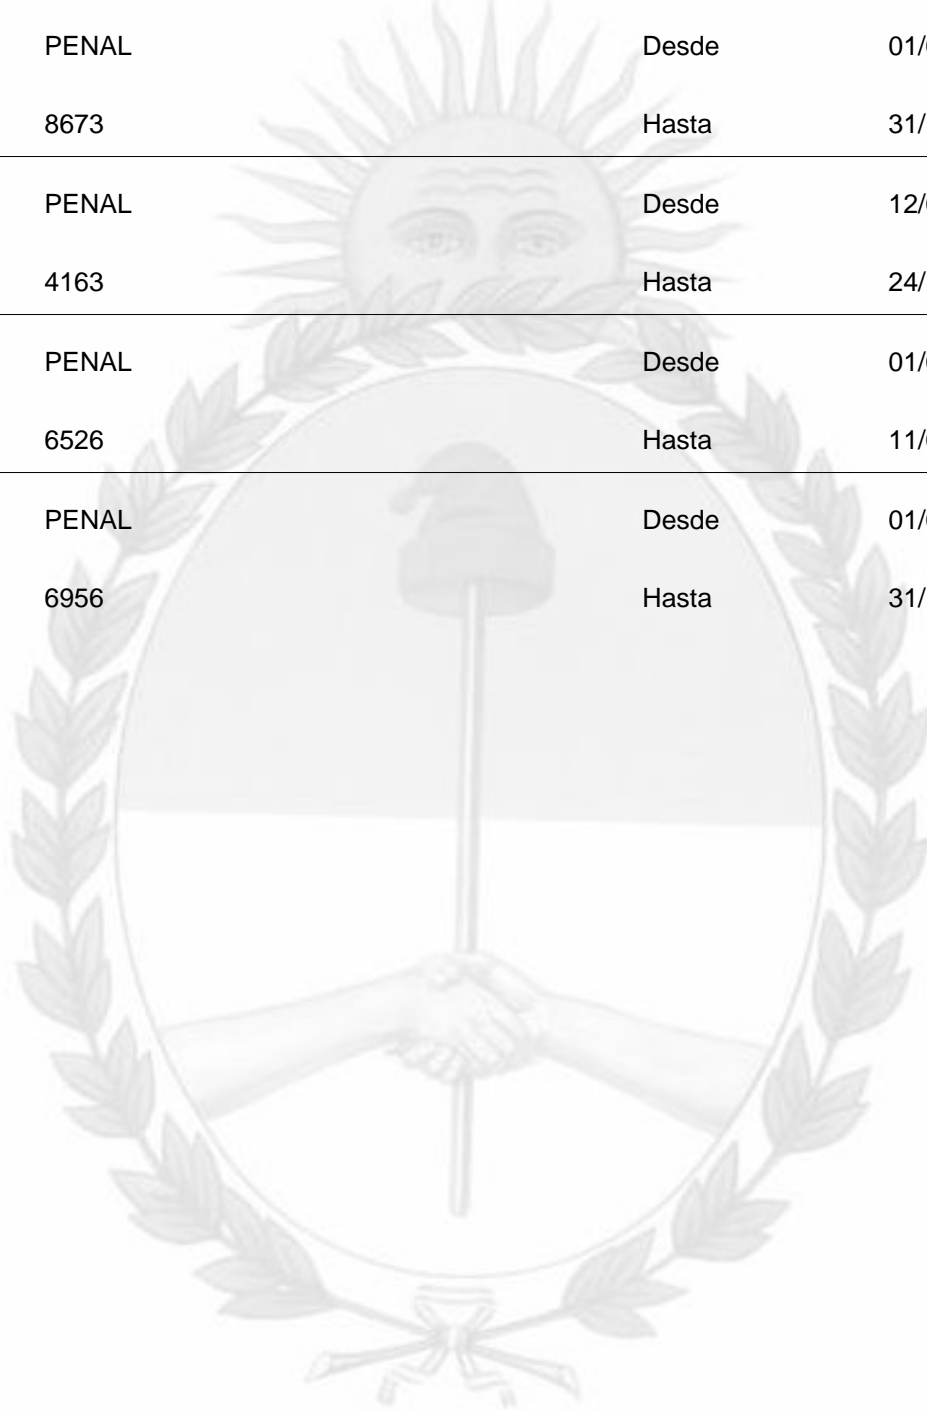 PENAL Desde 01/
8673 Hasta 31/
PENAL Desde 12/
4163 Hasta 24/
PENAL Desde 01/
6526 Hasta 11/
PENAL Desde 01/
6956 Hasta 31/